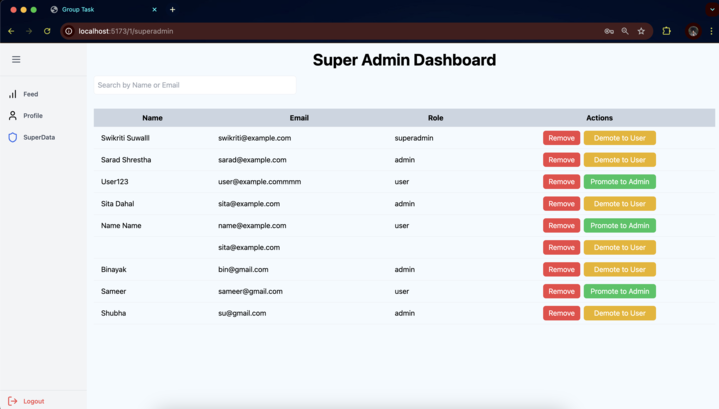 Group Task
localhost:5173/1/superadmin
Super Admin Dashboard
Search by Name or Email
Feed
Profile
SuperData
Name Email Role Actions
Swikriti Suwalll swikriti@example.com superadmin Remove Demote to User
Sarad Shrestha sarad@example.com admin Remove Demote to User
User123 user@example.commmm user Remove Promote to Admin
Sita Dahal sita@example.com admin Remove Demote to User
Name Name name@example.com user Remove Promote to Admin
sita@example.com Remove Demote to User
Binayak bin@gmail.com admin Remove Demote to User
Sameer sameer@gmail.com user Remove Promote to Admin
Shubha su@gmail.com admin Remove Demote to User
Logout